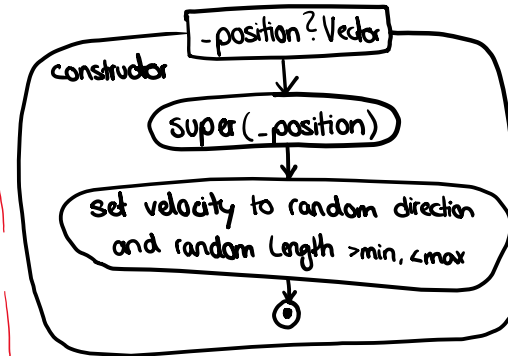 _position?: Vector
constructor
super(_position)
set velocity to random direction
and random length >min, <max